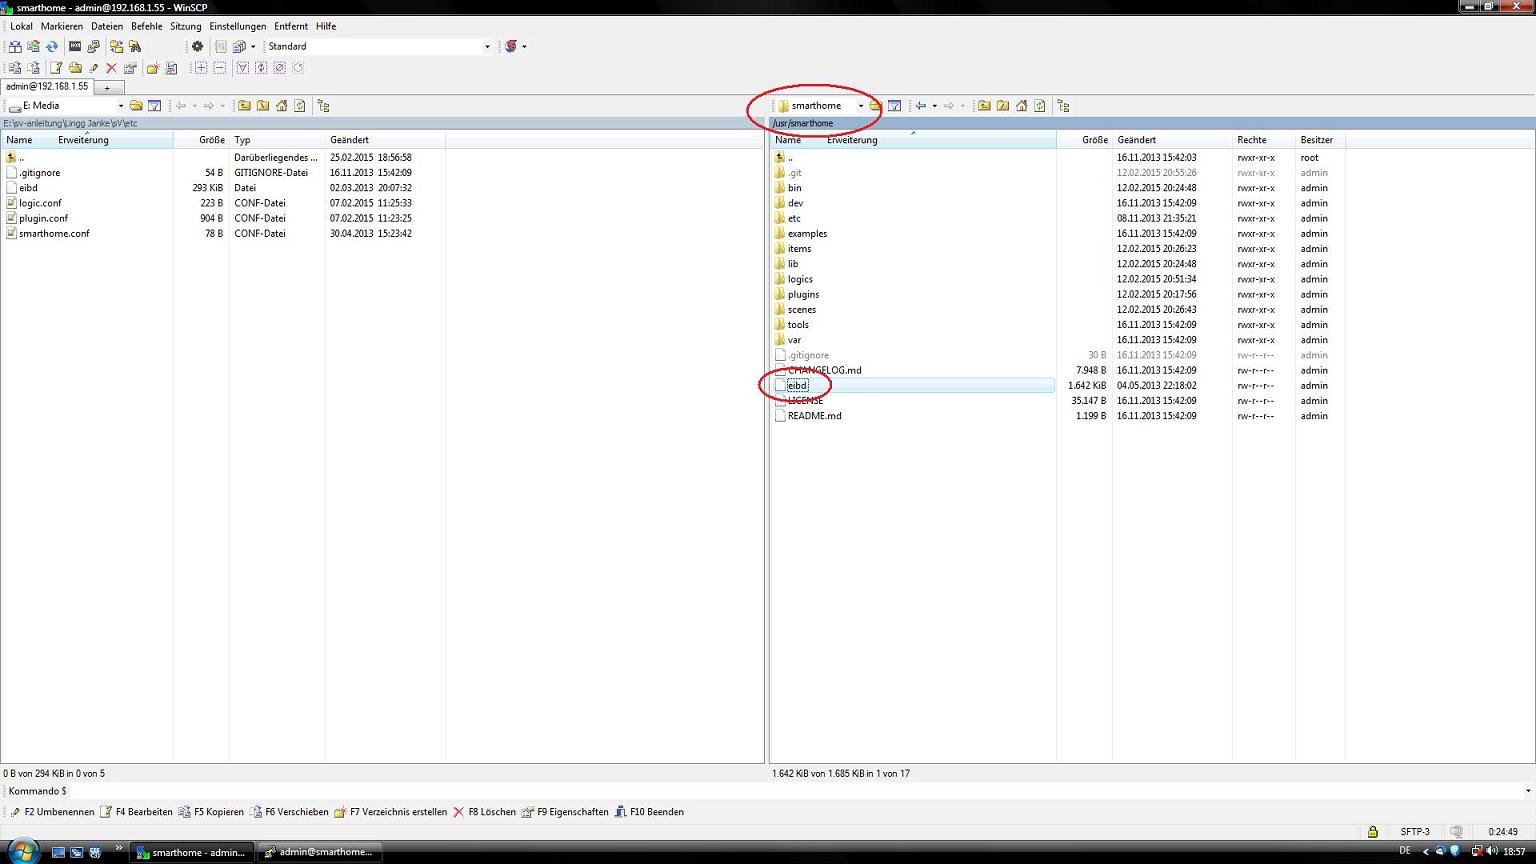 smarthome - admin@192.168.1.55 - WinSCP
Lokal Markieren Dateien Befehle Sitzung Einstellungen Entfernt Hilfe
Standard
admin@192.168.1.55 +
E: Media
smarthome
E:\sv-anleitung\Lingg Janke\sV\etc
/usr/smarthome
Name Erweiterung Größe Typ Geändert
.. Darüberliegendes ... 25.02.2015 18:56:58
.gitignore 54 B GITIGNORE-Datei 16.11.2013 15:42:09
eibd 293 KiB Datei 02.03.2013 20:07:32
logic.conf 223 B CONF-Datei 07.02.2015 11:25:33
plugin.conf 904 B CONF-Datei 07.02.2015 11:23:25
smarthome.conf 78 B CONF-Datei 30.04.2013 15:23:42
Name Erweiterung Größe Geändert Rechte Besitzer
.. 16.11.2013 15:42:03 rwxr-xr-x root
.git 12.02.2015 20:55:26 rwxr-xr-x admin
bin 12.02.2015 20:24:48 rwxr-xr-x admin
dev 16.11.2013 15:42:09 rwxr-xr-x admin
etc 08.11.2013 21:35:21 rwxr-xr-x admin
examples 16.11.2013 15:42:09 rwxr-xr-x admin
items 12.02.2015 20:26:23 rwxr-xr-x admin
lib 12.02.2015 20:24:48 rwxr-xr-x admin
logics 12.02.2015 20:51:34 rwxr-xr-x admin
plugins 12.02.2015 20:17:56 rwxr-xr-x admin
scenes 12.02.2015 20:26:43 rwxr-xr-x admin
tools 16.11.2013 15:42:09 rwxr-xr-x admin
var 16.11.2013 15:42:09 rwxr-xr-x admin
.gitignore 30 B 16.11.2013 15:42:09 rw-r--r-- admin
CHANGELOG.md 7.948 B 16.11.2013 15:42:09 rw-r--r-- admin
eibd 1.642 KiB 04.05.2013 22:18:02 rwxr-xr-x admin
LICENSE 35.147 B 16.11.2013 15:42:09 rw-r--r-- admin
README.md 1.199 B 16.11.2013 15:42:09 rw-r--r-- admin
0 B von 294 KiB in 0 von 5
1.642 KiB von 1.685 KiB in 1 von 17
Kommando $
F2 Umbenennen F4 Bearbeiten F5 Kopieren F6 Verschieben F7 Verzeichnis erstellen F8 Löschen F9 Eigenschaften F10 Beenden
SFTP-3 0:24:49
» smarthome - admin... admin@smarthome... DE < 18:57